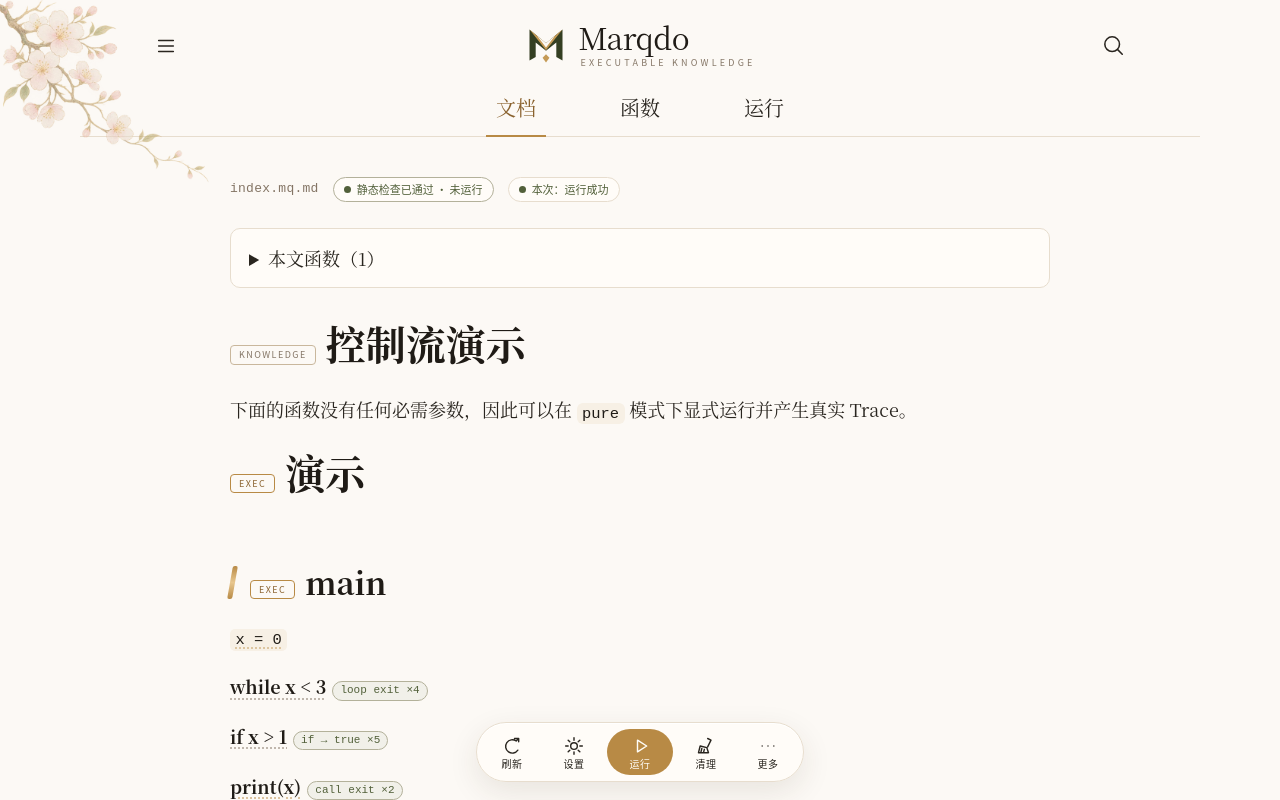 Marqdo
EXECUTABLE KNOWLEDGE
文档 函数 运行
index.mq.md 静态检查已通过 · 未运行 本次：运行成功
▶ 本文函数（1）
KNOWLEDGE 控制流演示
下面的函数没有任何必需参数，因此可以在 pure 模式下显式运行并产生真实 Trace。
EXEC 演示
EXEC main
x = 0
while x < 3 loop exit ×4
if x > 1 if → true ×5
print(x) call exit ×2
刷新 设置 运行 清理 更多